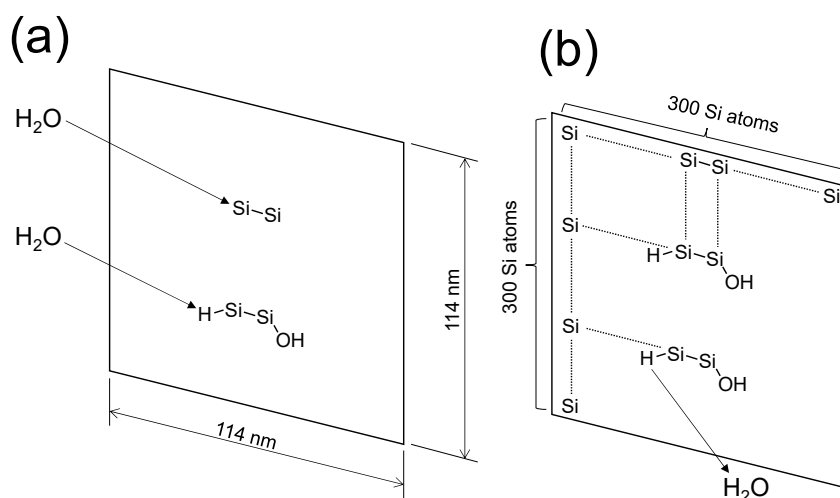 (a)
H₂O
Si–Si
H₂O
H–Si–Si
OH
114 nm
114 nm
(b)
300 Si atoms
300 Si atoms
Si
Si–Si
Si
Si
H–Si–Si
OH
Si
H–Si–Si
OH
Si
H₂O